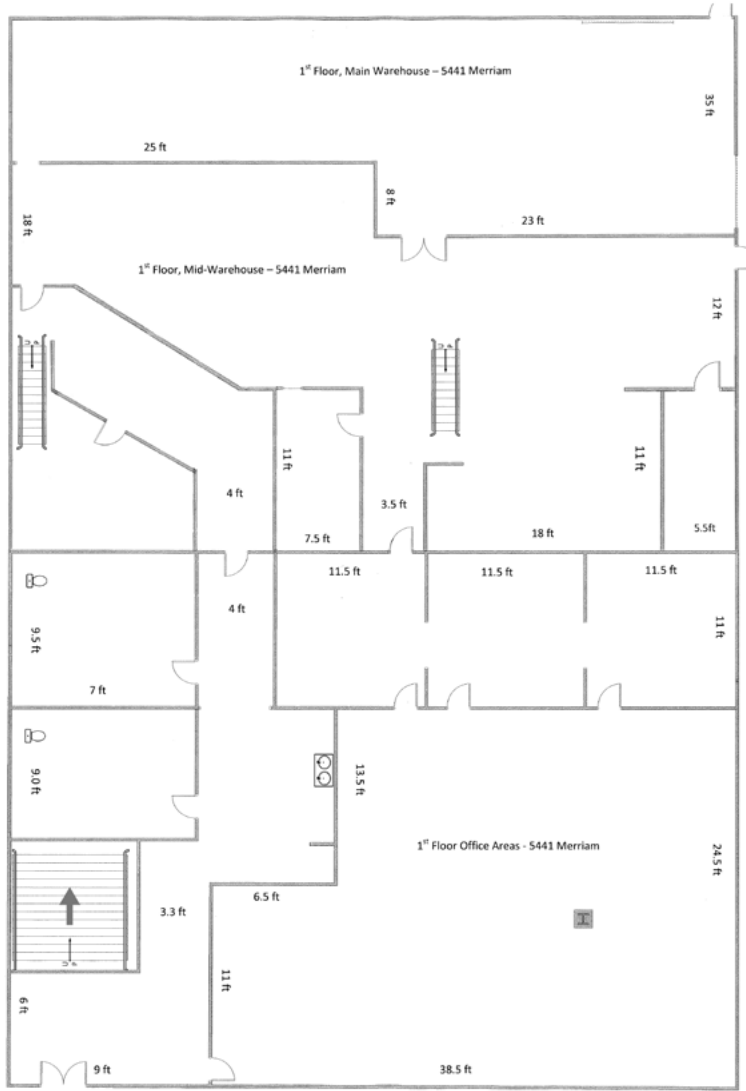 1st Floor, Main Warehouse – 5441 Merriam
35 ft
25 ft
8 ft
23 ft
18 ft
1st Floor, Mid-Warehouse – 5441 Merriam
12 ft
UP
UP
11 ft
11 ft
4 ft
3.5 ft
7.5 ft
18 ft
5.5ft
11.5 ft
11.5 ft
11.5 ft
4 ft
9.5 ft
11 ft
7 ft
9.0 ft
13.5 ft
1st Floor Office Areas - 5441 Merriam
24.5 ft
6.5 ft
3.3 ft
UP
11 ft
6 ft
9 ft
38.5 ft